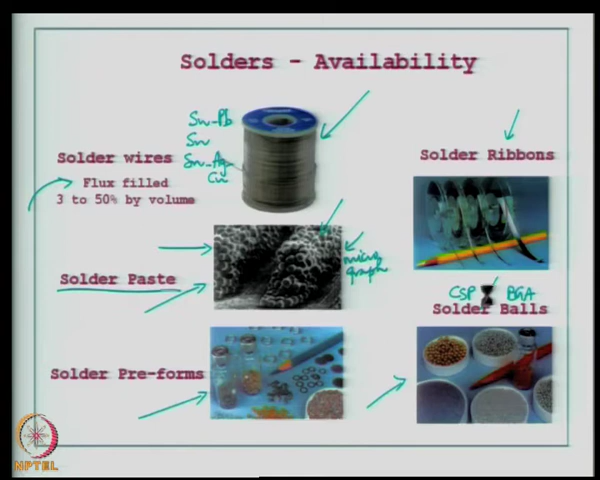 Solders - Availability
Sn-Pb
Sn
Sn-Ag
Cu
Solder wires
Flux filled
3 to 50% by volume
Solder Ribbons
micro
graph
Solder Paste
CSP BGA
Solder Balls
Solder Pre-forms
NPTEL